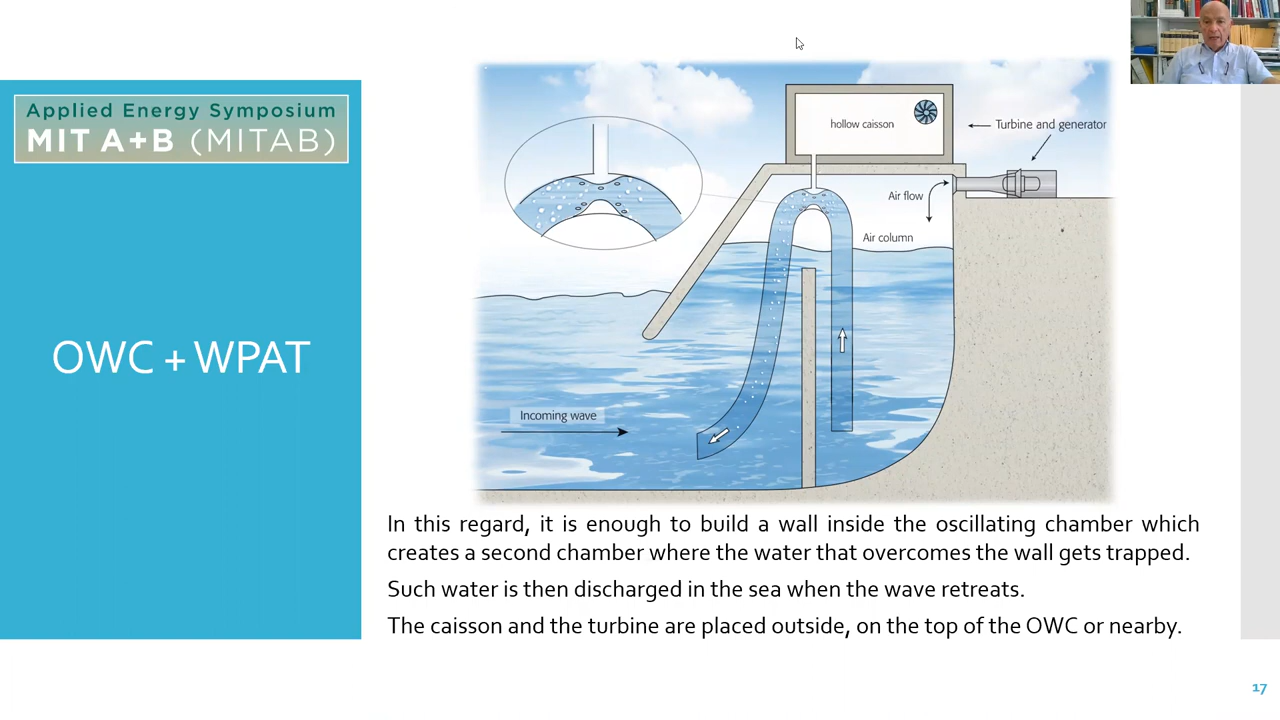 Applied Energy Symposium
MIT A+B (MITAB)
OWC + WPAT
hollow caisson
Turbine and generator
Air flow
Air column
Incoming wave
In this regard, it is enough to build a wall inside the oscillating chamber which
creates a second chamber where the water that overcomes the wall gets trapped.
Such water is then discharged in the sea when the wave retreats.
The caisson and the turbine are placed outside, on the top of the OWC or nearby.
17